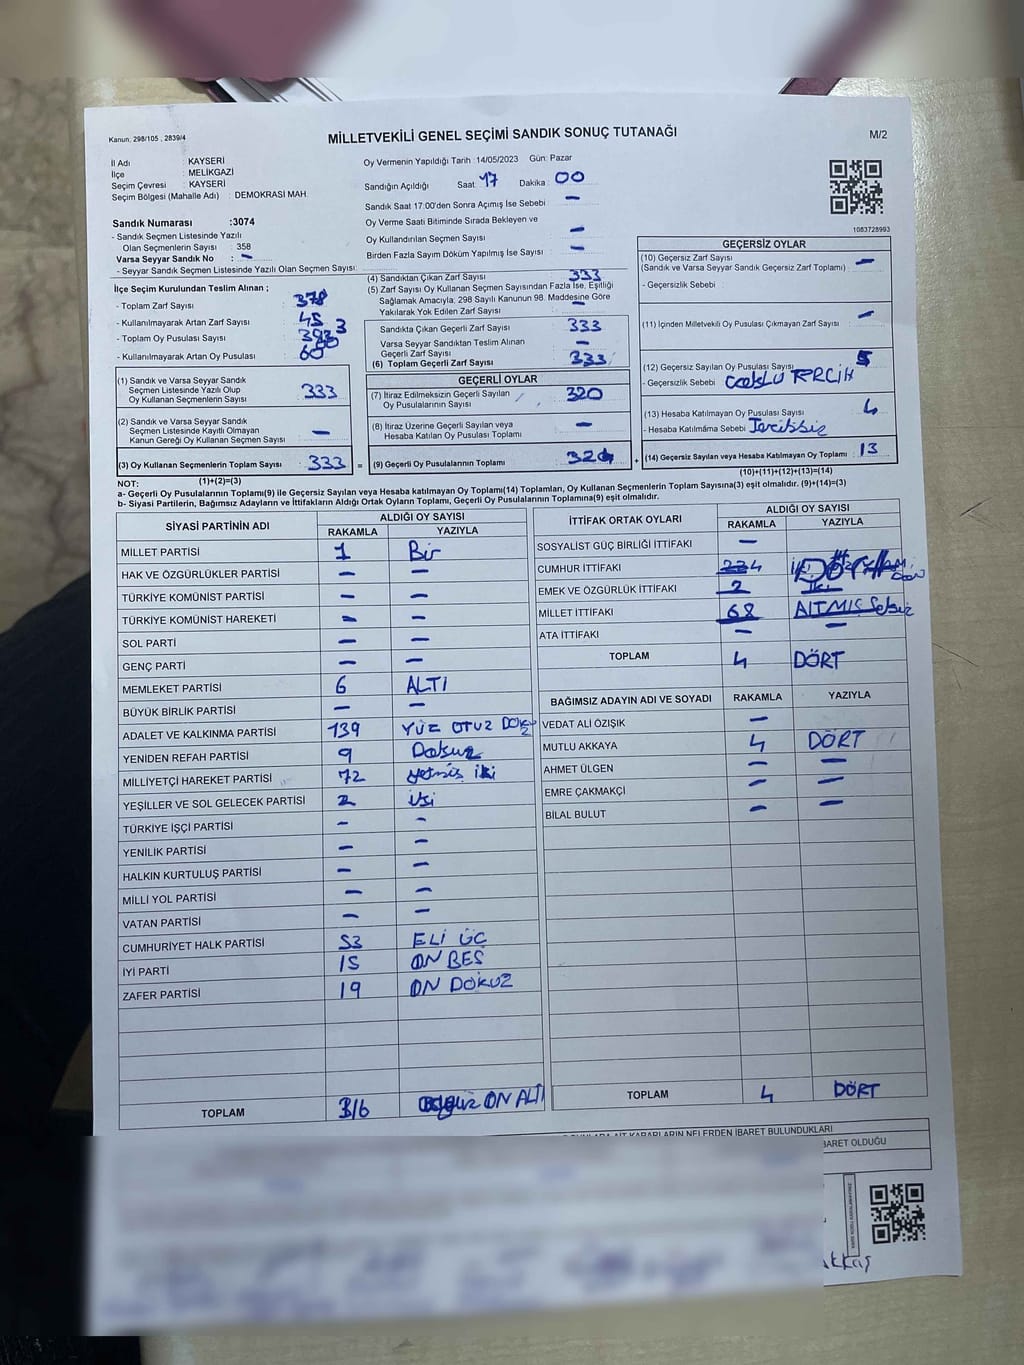 Kanun: 298/105 , 2839/4
MİLLETVEKİLİ GENEL SEÇİMİ SANDIK SONUÇ TUTANAĞI
M/2
İl Adı : KAYSERİ
İlçe : MELİKGAZİ
Seçim Çevresi : KAYSERİ
Seçim Bölgesi (Mahalle Adı) : DEMOKRASİ MAH.
Oy Vermenin Yapıldığı Tarih : 14/05/2023 Gün: Pazar
Sandığın Açıldığı Saat: 17 Dakika : 00
Sandık Saat 17:00'den Sonra Açımış İse Sebebi : –
Oy Verme Saati Bitiminde Sırada Bekleyen ve
Oy Kullandırılan Seçmen Sayısı –
Birden Fazla Sayım Döküm Yapılmış İse Sayısı : –
1083728993
Sandık Numarası :3074
- Sandık Seçmen Listesinde Yazılı
Olan Seçmenlerin Sayısı : 358
Varsa Seyyar Sandık No : –
- Seyyar Sandık Seçmen Listesinde Yazılı Olan Seçmen Sayısı:
İlçe Seçim Kurulundan Teslim Alınan ;
- Toplam Zarf Sayısı : 378
- Kullanılmayarak Artan Zarf Sayısı : 45
- Toplam Oy Pusulası Sayısı :
- Kullanılmayarak Artan Oy Pusulası : 60
(4) Sandıktan Çıkan Zarf Sayısı : 333
(5) Zarf Sayısı Oy Kullanan Seçmen Sayısından Fazla İse, Eşitliği
Sağlamak Amacıyla, 298 Sayılı Kanunun 98. Maddesine Göre
Yakılarak Yok Edilen Zarf Sayısı : –
Sandıkta Çıkan Geçerli Zarf Sayısı : 333
Varsa Seyyar Sandıktan Teslim Alınan
Geçerli Zarf Sayısı : –
(6) Toplam Geçerli Zarf Sayısı : 333
GEÇERSİZ OYLAR
(10) Geçersiz Zarf Sayısı
(Sandık ve Varsa Seyyar Sandık Geçersiz Zarf Toplamı) : –
- Geçersizlik Sebebi :
(11) İçinden Milletvekili Oy Pusulası Çıkmayan Zarf Sayısı : –
(12) Geçersiz Sayılan Oy Pusulası Sayısı :
- Geçersizlik Sebebi : TERCİH
(13) Hesaba Katılmayan Oy Pusulası Sayısı : 4
- Hesaba Katılmama Sebebi :
(14) Geçersiz Sayılan veya Hesaba Katılmayan Oy Toplamı : 13
(10)+(11)+(12)+(13)=(14)
(1) Sandık ve Varsa Seyyar Sandık
Seçmen Listesinde Yazılı Olup
Oy Kullanan Seçmenlerin Sayısı : 333
(2) Sandık ve Varsa Seyyar Sandık
Seçmen Listesinde Kayıtlı Olmayan
Kanun Gereği Oy Kullanan Seçmen Sayısı : –
(3) Oy Kullanan Seçmenlerin Toplam Sayısı : 333 =
(1)+(2)=(3)
GEÇERLİ OYLAR
(7) İtiraz Edilmeksizin Geçerli Sayılan
Oy Pusulalarının Sayısı : 320
(8) İtiraz Üzerine Geçerli Sayılan veya
Hesaba Katılan Oy Pusulası Toplamı : –
(9) Geçerli Oy Pusulalarının Toplamı : +
NOT:
a- Geçerli Oy Pusulalarının Toplamı(9) ile Geçersiz Sayılan veya Hesaba katılmayan Oy Toplamı(14) Toplamları, Oy Kullanan Seçmenlerin Toplam Sayısına(3) eşit olmalıdır. (9)+(14)=(3)
b- Siyasi Partilerin, Bağımsız Adayların ve İttifakların Aldığı Ortak Oyların Toplamı, Geçerli Oy Pusulalarının Toplamına(9) eşit olmalıdır.
SİYASİ PARTİNİN ADI ALDIĞI OY SAYISI
RAKAMLA YAZIYLA
MİLLET PARTİSİ 1 Bir
HAK VE ÖZGÜRLÜKLER PARTİSİ – –
TÜRKİYE KOMÜNİST PARTİSİ – –
TÜRKİYE KOMÜNİST HAREKETİ – –
SOL PARTİ – –
GENÇ PARTİ – –
MEMLEKET PARTİSİ 6 ALTI
BÜYÜK BİRLİK PARTİSİ – –
ADALET VE KALKINMA PARTİSİ 139 YÜZ OTUZ DOKUZ
YENİDEN REFAH PARTİSİ 9 Dokuz
MİLLİYETÇİ HAREKET PARTİSİ 72 yetmiş iki
YEŞİLLER VE SOL GELECEK PARTİSİ 2 iki
TÜRKİYE İŞÇİ PARTİSİ – –
YENİLİK PARTİSİ – –
HALKIN KURTULUŞ PARTİSİ – –
MİLLİ YOL PARTİSİ – –
VATAN PARTİSİ – –
CUMHURİYET HALK PARTİSİ 53 ELİ ÜÇ
İYİ PARTİ 15 ON BEŞ
ZAFER PARTİSİ 19 ON DOKUZ
TOPLAM 316 ON ALTI
İTTİFAK ORTAK OYLARI ALDIĞI OY SAYISI
RAKAMLA YAZIYLA
SOSYALİST GÜÇ BİRLİĞİ İTTİFAKI –
CUMHUR İTTİFAKI 4
EMEK VE ÖZGÜRLÜK İTTİFAKI 2 iki
MİLLET İTTİFAKI 68 ALTMIŞ Sekiz
ATA İTTİFAKI – –
TOPLAM 4 DÖRT
BAĞIMSIZ ADAYIN ADI VE SOYADI RAKAMLA YAZIYLA
VEDAT ALİ ÖZIŞIK –
MUTLU AKKAYA 4 DÖRT
AHMET ÜLGEN – –
EMRE ÇAKMAKÇİ – –
BİLAL BULUT – –
TOPLAM 4 DÖRT
KARARLARIN NELERDEN İBARET BULUNDUKLARI
İBARET OLDUĞU